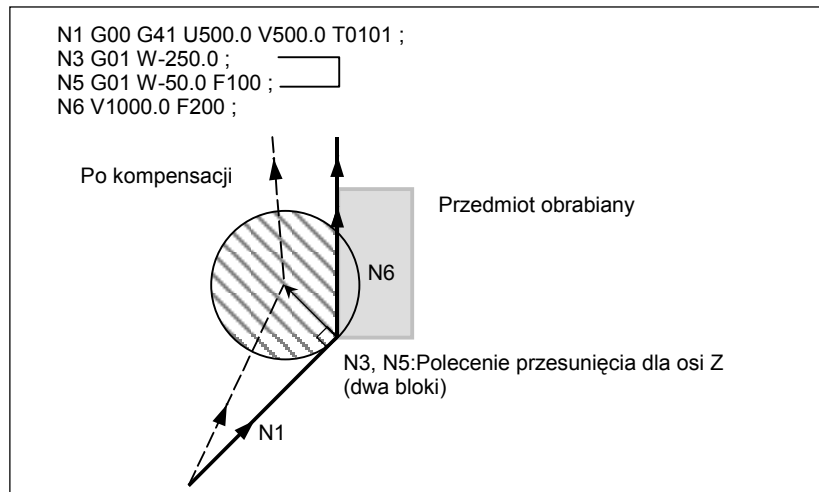 N1 G00 G41 U500.0 V500.0 T0101 ;
N3 G01 W-250.0 ;
N5 G01 W-50.0 F100 ;
N6 V1000.0 F200 ;
Po kompensacji
Przedmiot obrabiany
N6
N3, N5:Polecenie przesunięcia dla osi Z
(dwa bloki)
N1